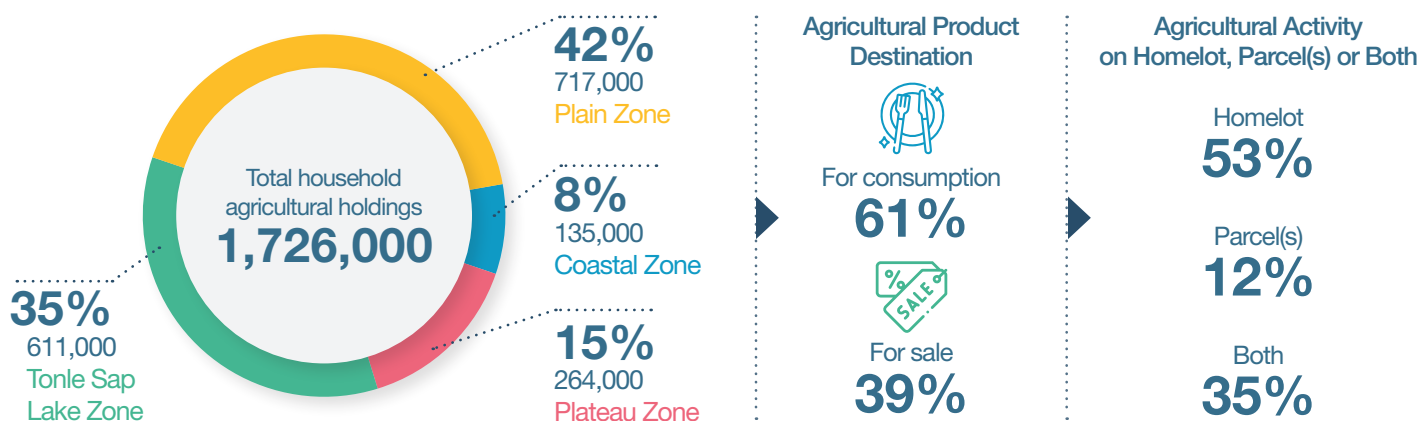 Total household
agricultural holdings
1,726,000
42%
717,000
Plain Zone
8%
135,000
Coastal Zone
15%
264,000
Plateau Zone
35%
611,000
Tonle Sap
Lake Zone
Agricultural Product
Destination
For consumption
61%
%
SALE
For sale
39%
Agricultural Activity
on Homelot, Parcel(s) or Both
Homelot
53%
Parcel(s)
12%
Both
35%